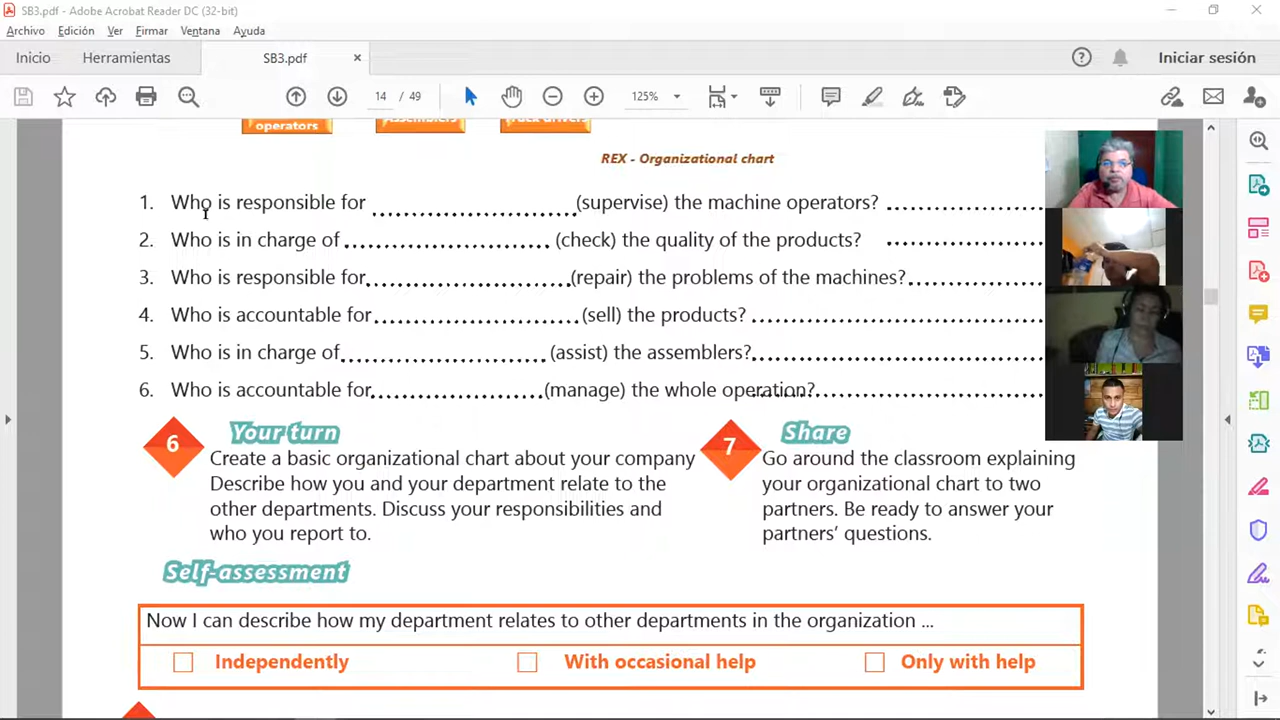 SB3.pdf - Adobe Acrobat Reader DC (32-bit)
Archivo Edición Ver Firmar Ventana Ayuda
Inicio Herramientas SB3.pdf × Iniciar sesión
14 / 49 125%
operators Assemblers Truck drivers
REX - Organizational chart
1. Who is responsible for ........................... (supervise) the machine operators? .....................
2. Who is in charge of ........................... (check) the quality of the products? .....................
3. Who is responsible for........................... (repair) the problems of the machines?..................
4. Who is accountable for........................... (sell) the products? .......................................
5. Who is in charge of........................... (assist) the assemblers?.......................................
6. Who is accountable for....................... (manage) the whole operation?...............................
6 Your turn
Create a basic organizational chart about your company
Describe how you and your department relate to the
other departments. Discuss your responsibilities and
who you report to.
7 Share
Go around the classroom explaining
your organizational chart to two
partners. Be ready to answer your
partners’ questions.
Self-assessment
Now I can describe how my department relates to other departments in the organization ...
Independently With occasional help Only with help